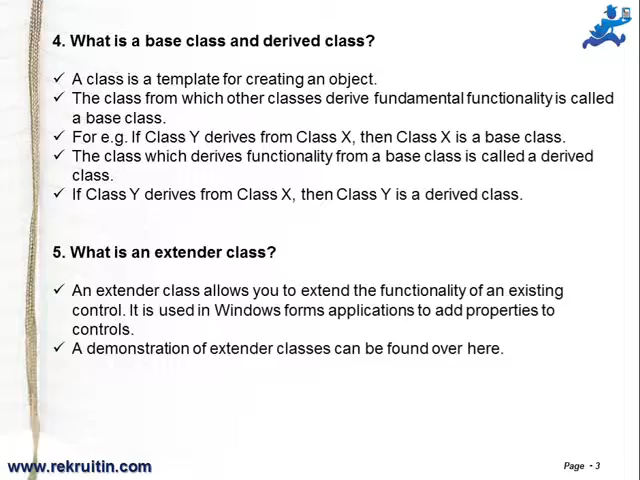 4. What is a base class and derived class?
✓ A class is a template for creating an object.
✓ The class from which other classes derive fundamental functionality is called
a base class.
✓ For e.g. If Class Y derives from Class X, then Class X is a base class.
✓ The class which derives functionality from a base class is called a derived
class.
✓ If Class Y derives from Class X, then Class Y is a derived class.
5. What is an extender class?
✓ An extender class allows you to extend the functionality of an existing
control. It is used in Windows forms applications to add properties to
controls.
✓ A demonstration of extender classes can be found over here.
www.rekruitin.com
Page - 3